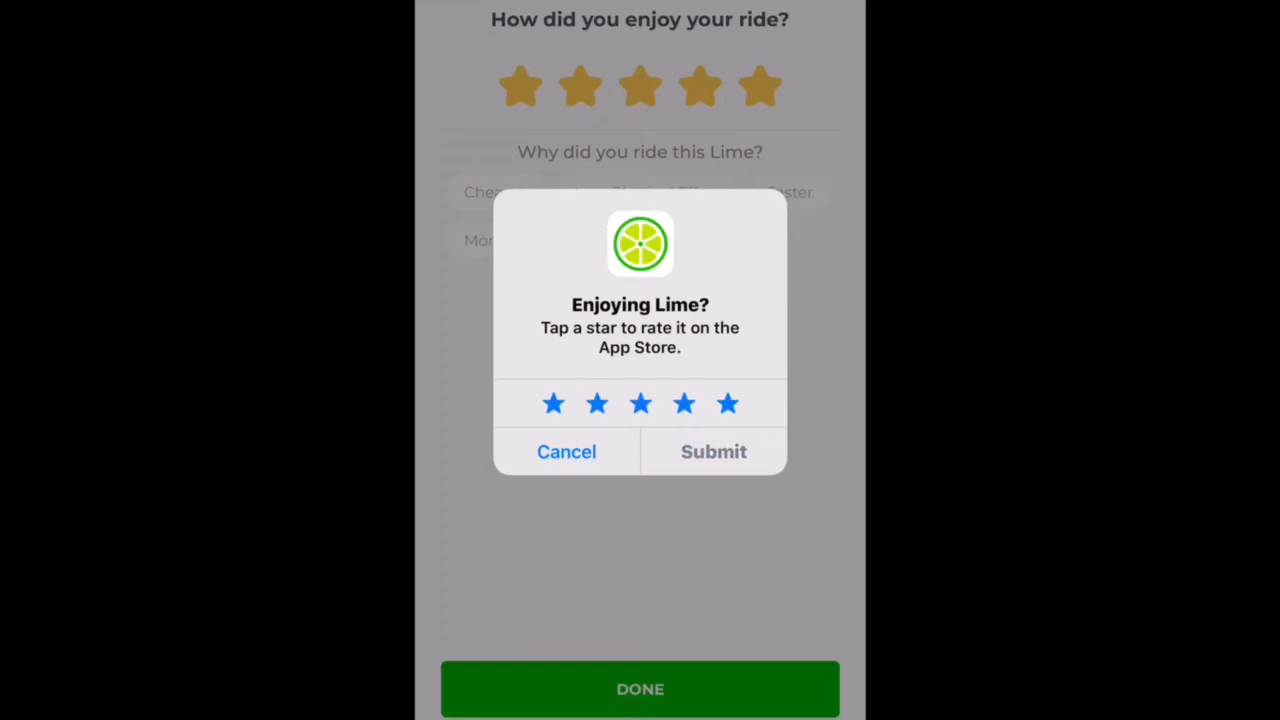 How did you enjoy your ride?
Why did you ride this Lime?
Enjoying Lime?
Tap a star to rate it on the
App Store.
Cancel
Submit
DONE